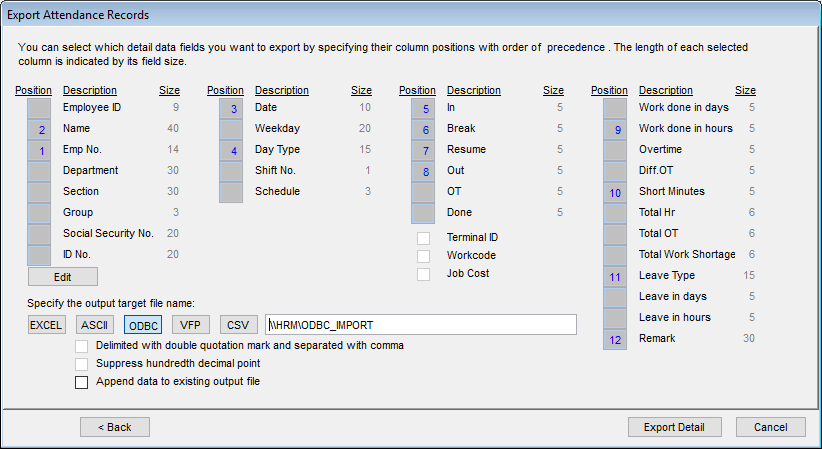 Export Attendance Records
You can select which detail data fields you want to export by specifying their column positions with order of  precedence . The length of each selected
column is indicated by its field size.
Position Description Size Position Description Size Position Description Size Position Description Size
Employee ID 9 3 Date 10 5 In 5 Work done in days 5
2 Name 40 Weekday 20 6 Break 5 9 Work done in hours 5
1 Emp No. 14 4 Day Type 15 7 Resume 5 Overtime 5
Department 30 Shift No. 1 8 Out 5 Diff.OT 5
Section 30 Schedule 3 OT 5 10 Short Minutes 5
Group 3 Done 5 Total Hr 6
Social Security No. 20 Terminal ID Total OT 6
ID No. 20 Workcode Total Work Shortage 6
Edit Job Cost 11 Leave Type 15
Leave in days 5
Specify the output target file name:
EXCEL ASCII ODBC VFP CSV \\HRM\ODBC_IMPORT Leave in hours 5
Delimited with double quotation mark and separated with comma 12 Remark 30
Suppress hundredth decimal point
Append data to existing output file
< Back Export Detail Cancel